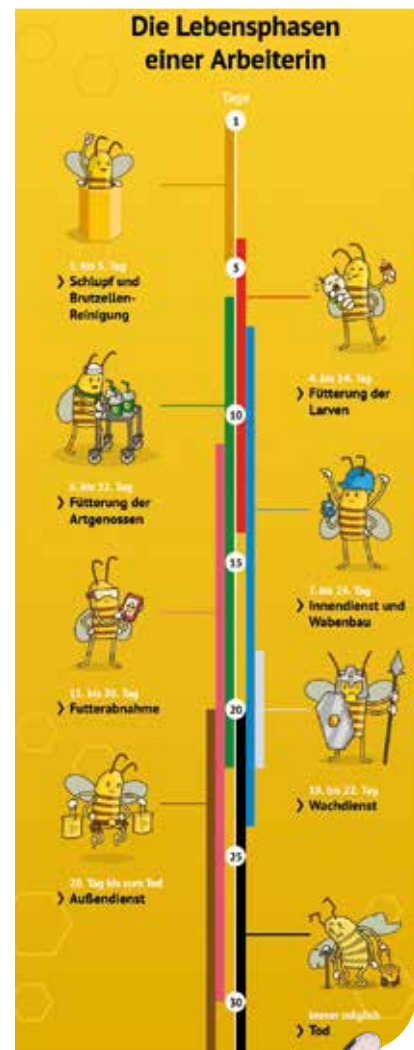 Die Lebensphasen
einer Arbeiterin
Tage
1
1. bis 5. Tag
❯ Schlupf und
Brutzellen-
Reinigung
5
4. bis 14. Tag
❯ Fütterung der
Larven
10
6. bis 22. Tag
❯ Fütterung der
Artgenossen
15
7. bis 24. Tag
❯ Innendienst und
Wabenbau
11. bis 30. Tag
❯ Futterabnahme
20
18. bis 22. Tag
❯ Wachdienst
20. Tag bis zum Tod
❯ Außendienst
25
30
immer möglich
❯ Tod